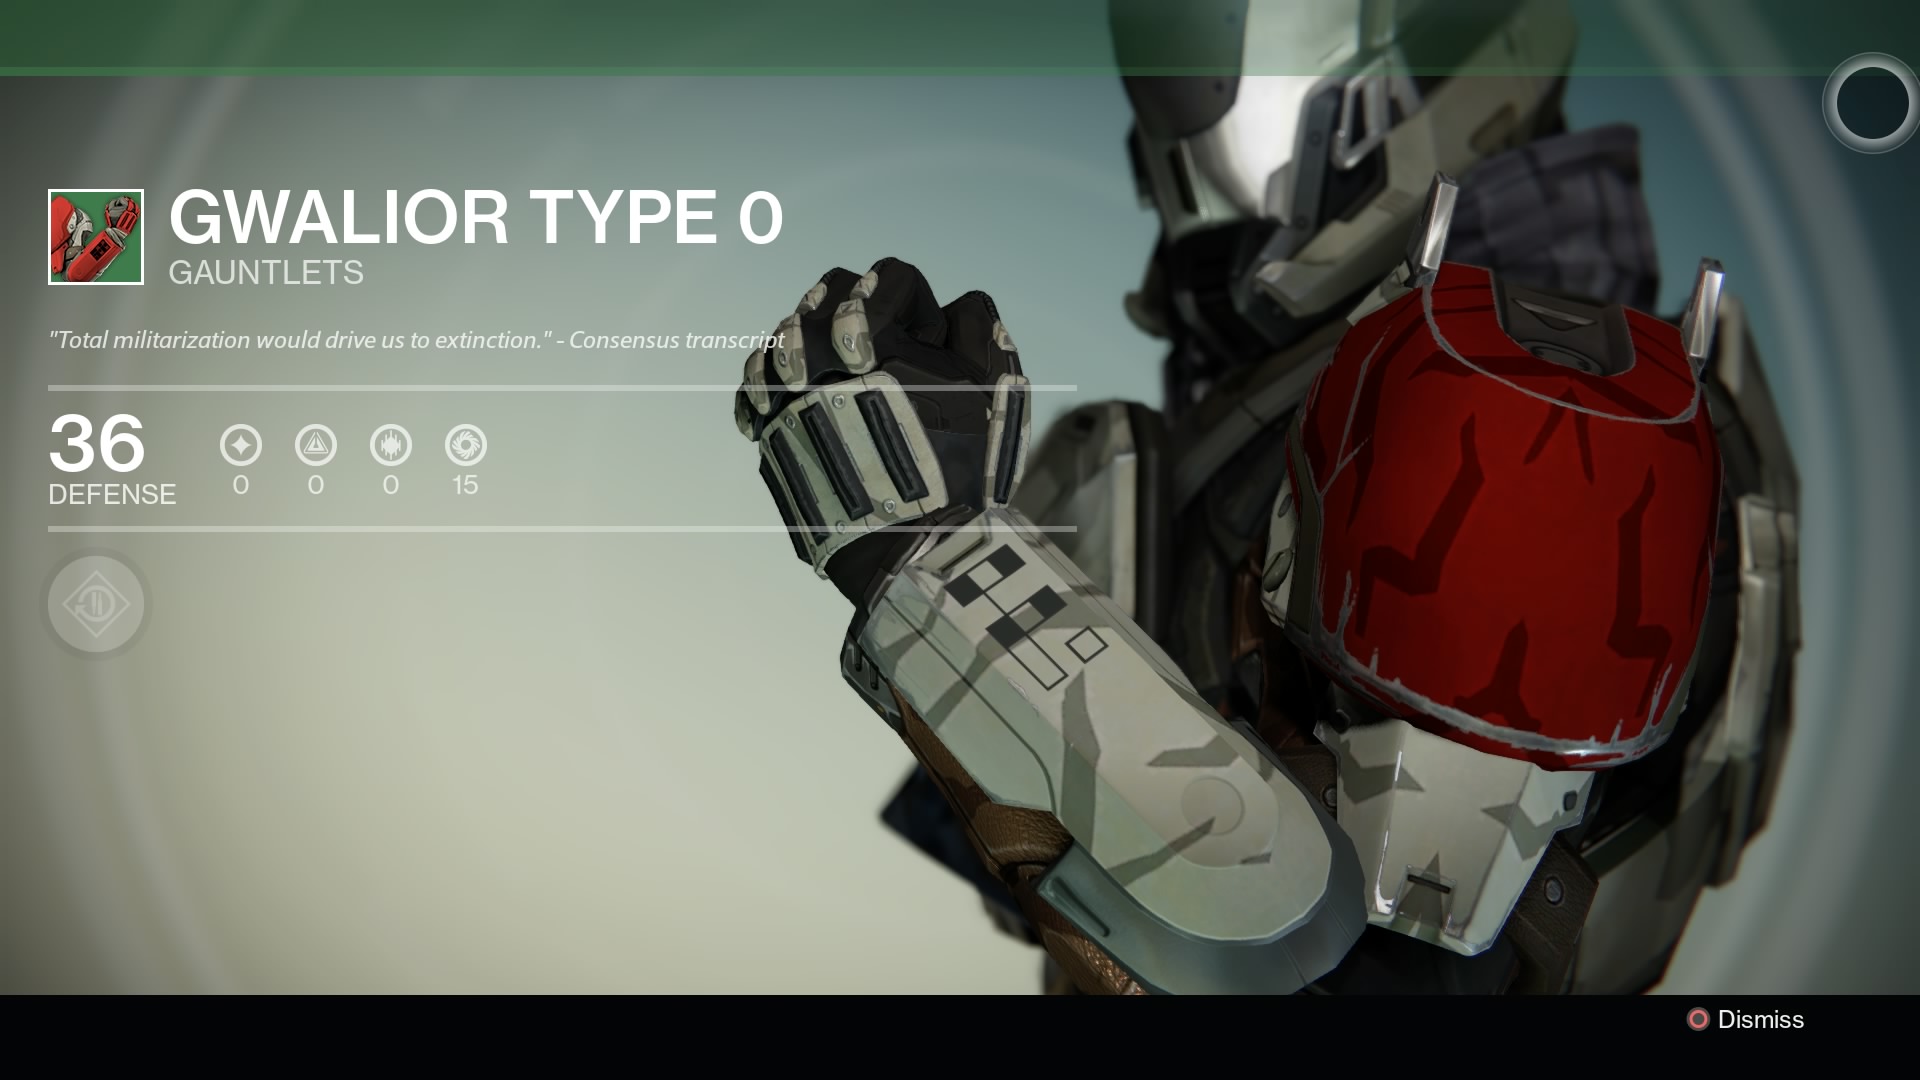 GWALIOR TYPE 0
GAUNTLETS
"Total militarization would drive us to extinction." - Consensus transcript
36
DEFENSE
0 0 0 15
Dismiss